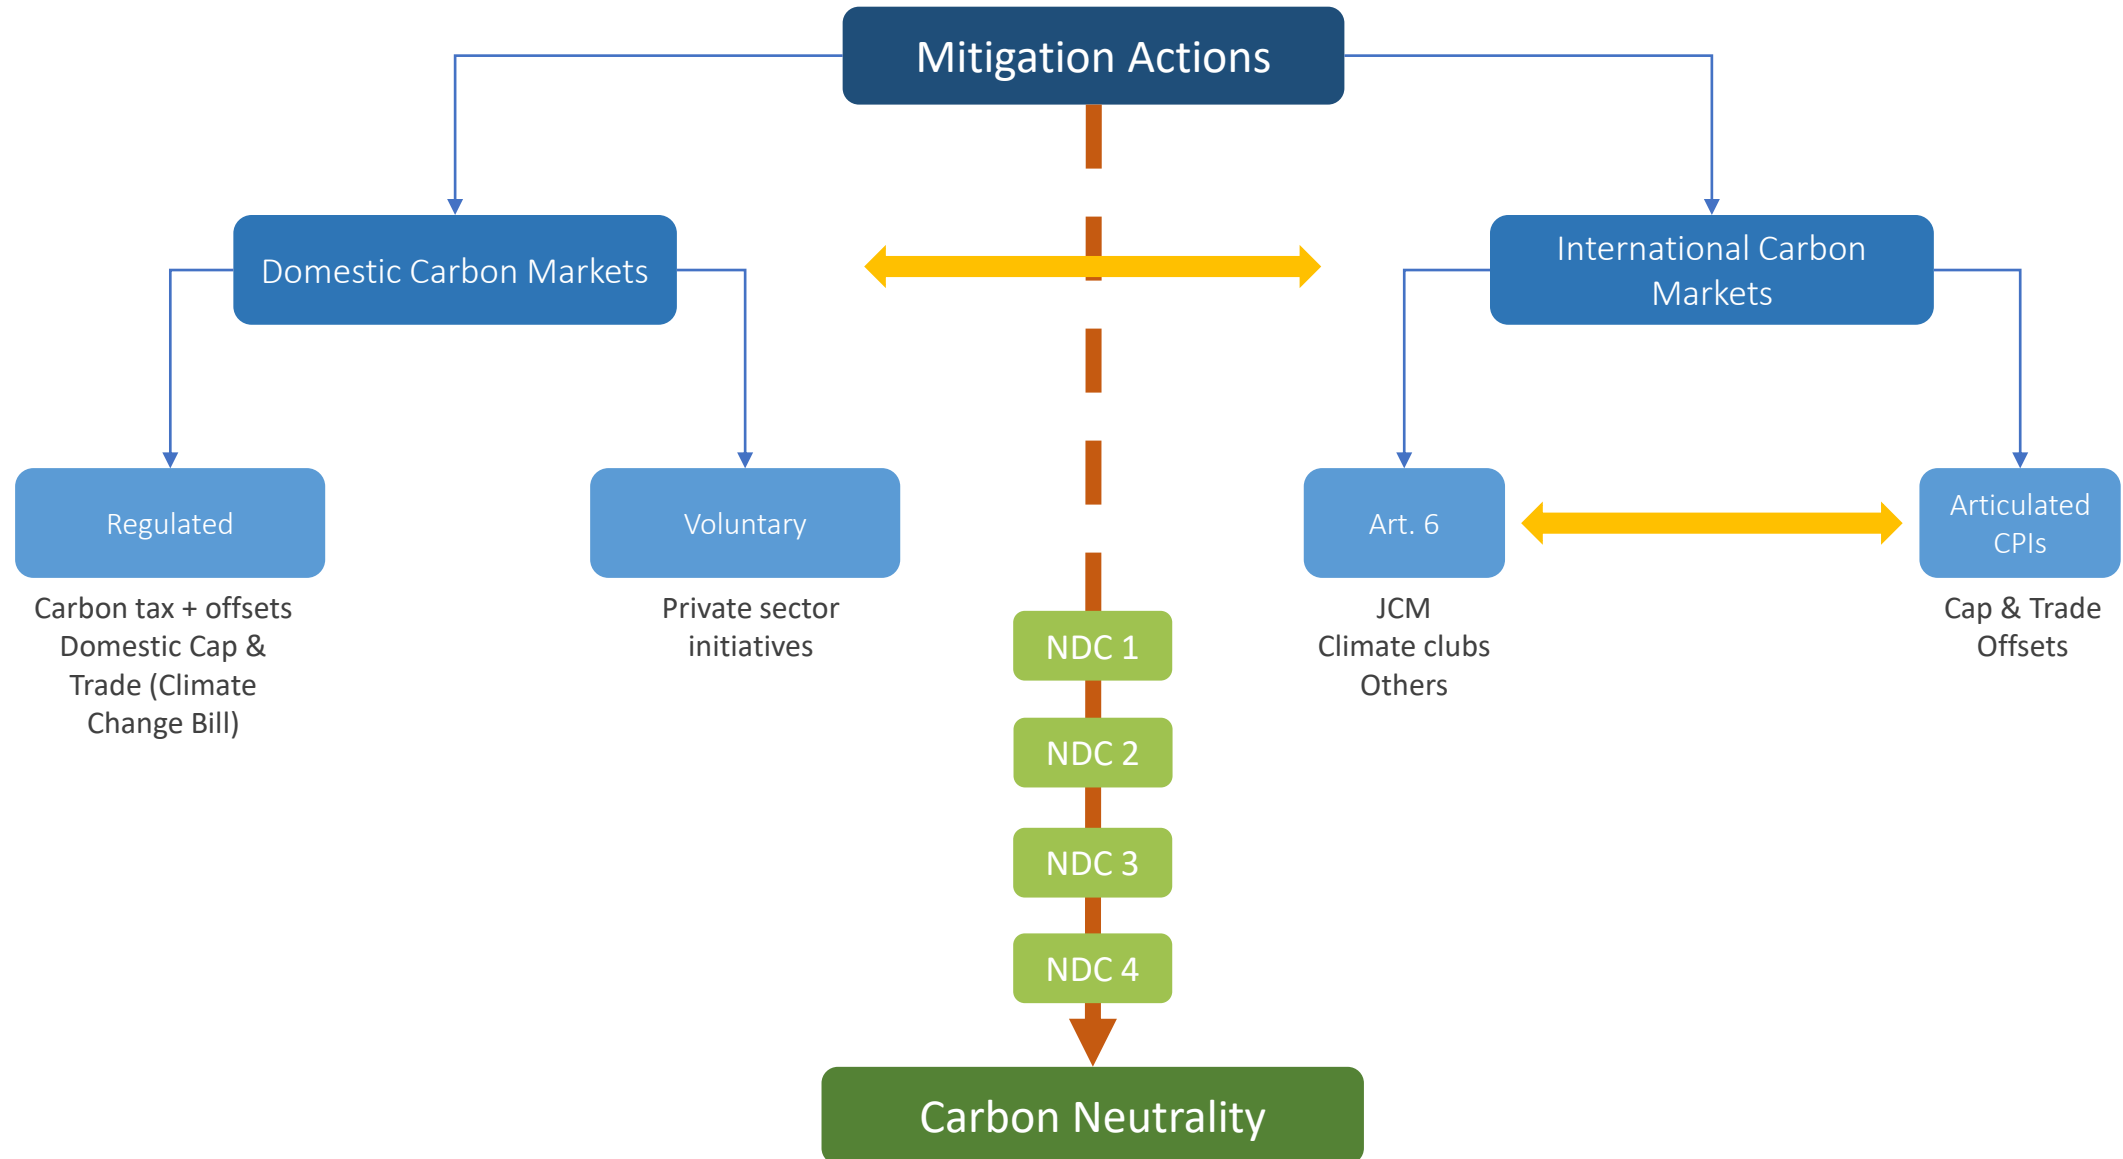 Mitigation Actions
Domestic Carbon Markets
International Carbon
Markets
Regulated
Voluntary
Art. 6
Articulated
CPIs
Carbon tax + offsets
Domestic Cap &
Trade (Climate
Change Bill)
Private sector
initiatives
JCM
Climate clubs
Others
Cap & Trade
Offsets
NDC 1
NDC 2
NDC 3
NDC 4
Carbon Neutrality